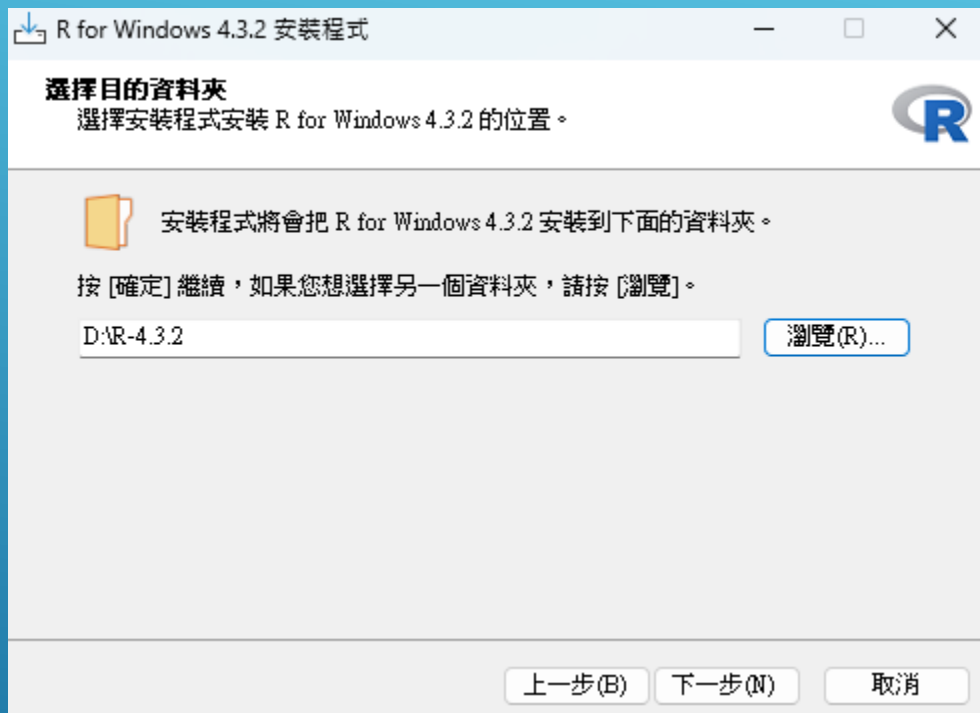 R for Windows 4.3.2 安裝程式
選擇目的資料夾
選擇安裝程式安裝 R for Windows 4.3.2 的位置。
R
安裝程式將會把 R for Windows 4.3.2 安裝到下面的資料夾。
按 [確定] 繼續，如果您想選擇另一個資料夾，請按 [瀏覽]。
D:\R-4.3.2
瀏覽(R)...
上一步(B) 下一步(N) 取消